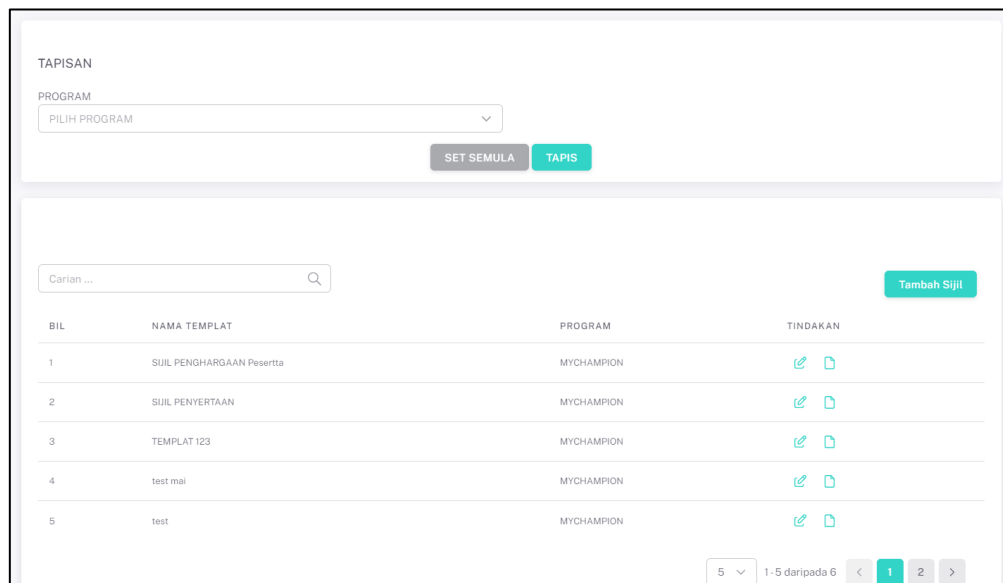 TAPISAN
PROGRAM
PILIH PROGRAM
SET SEMULA TAPIS
Carian ...
Tambah Sijil
BIL NAMA TEMPLAT PROGRAM TINDAKAN
1 SIJIL PENGHARGAAN Pesertta MYCHAMPION
2 SIJIL PENYERTAAN MYCHAMPION
3 TEMPLAT 123 MYCHAMPION
4 test mai MYCHAMPION
5 test MYCHAMPION
5 1 - 5 daripada 6 < 1 2 >